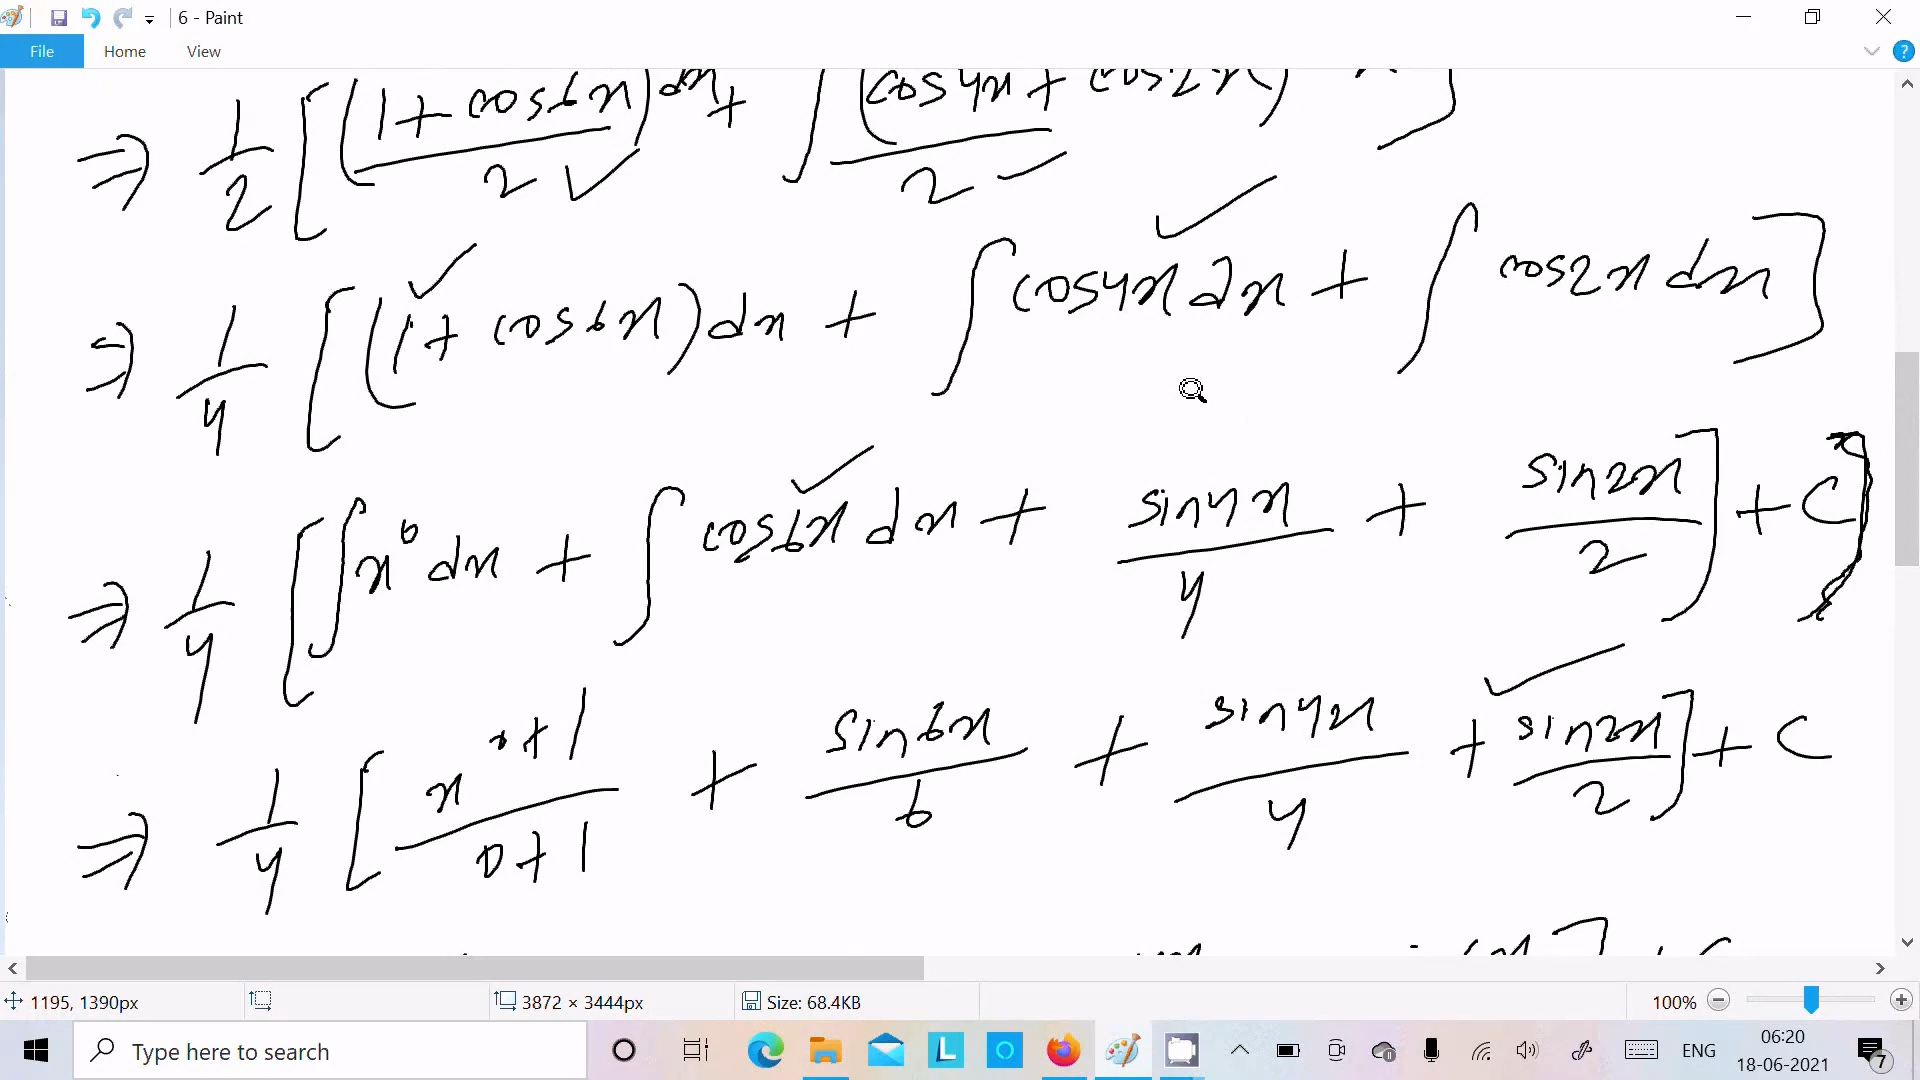 6 - Paint
File Home View
⇒ 1/2 [(1+cos6x)/2 dx + ∫(cos4x + cos2x)/2 ]
⇒ 1/4 [(1+ cos6x)dx + ∫cos4x dx + ∫cos2x dx]
⇒ 1/4 [∫x⁰dx + ∫cos6x dx + sin4x/4 + sin2x/2] + C
⇒ 1/4 [x^(0+1)/(0+1) + sin6x/6 + sin4x/4 + sin2x/2] + C
1195, 1390px 3872 × 3444px Size: 68.4KB 100%
Type here to search ENG 06:20
18-06-2021 7